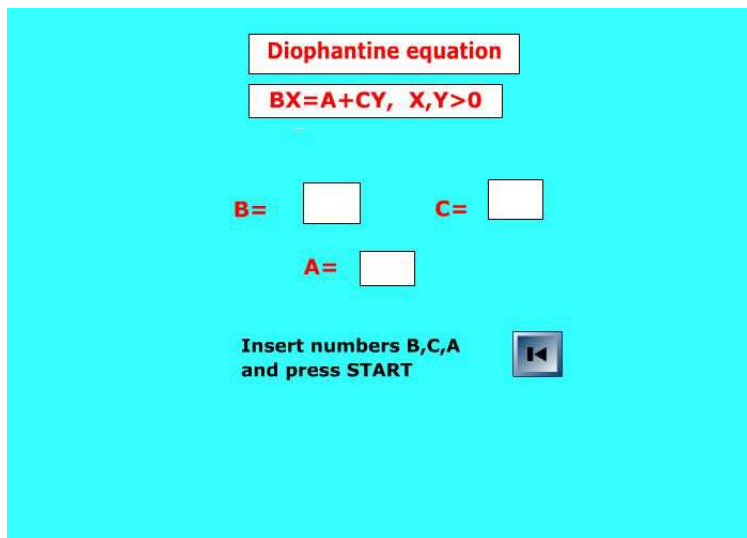 Diophantine equation
BX=A+CY, X,Y>0
B= C=
A=
Insert numbers B,C,A
and press START